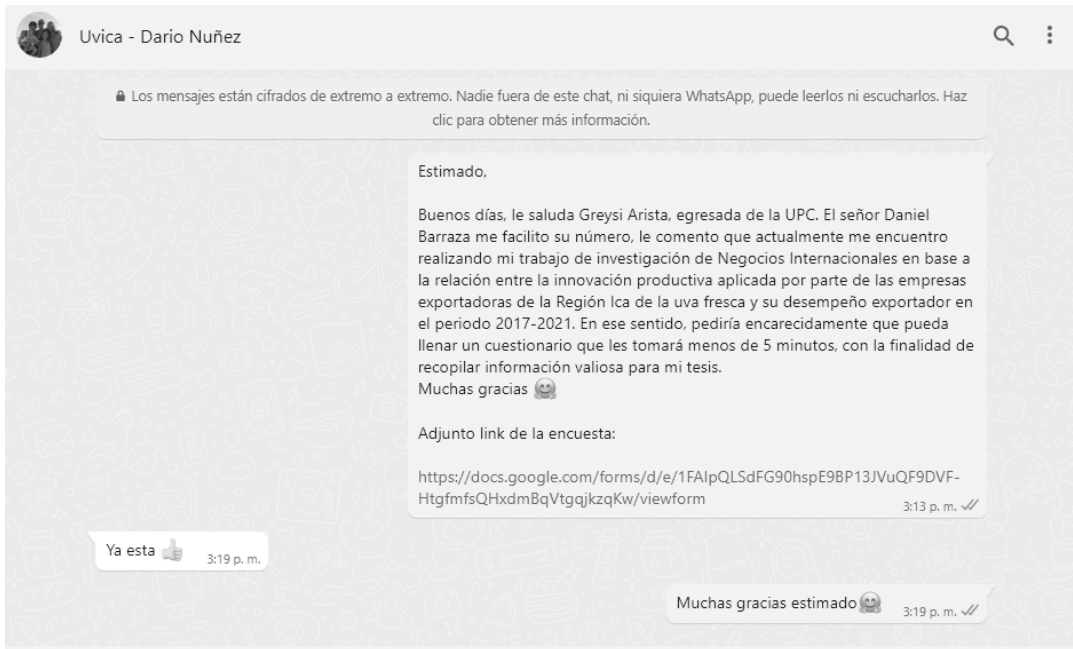 Uvica - Dario Nuñez
Los mensajes están cifrados de extremo a extremo. Nadie fuera de este chat, ni siquiera WhatsApp, puede leerlos ni escucharlos. Haz
clic para obtener más información.
Estimado,
Buenos días, le saluda Greysi Arista, egresada de la UPC. El señor Daniel
Barraza me facilito su número, le comento que actualmente me encuentro
realizando mi trabajo de investigación de Negocios Internacionales en base a
la relación entre la innovación productiva aplicada por parte de las empresas
exportadoras de la Región Ica de la uva fresca y su desempeño exportador en
el periodo 2017-2021. En ese sentido, pediría encarecidamente que pueda
llenar un cuestionario que les tomará menos de 5 minutos, con la finalidad de
recopilar información valiosa para mi tesis.
Muchas gracias 🤗
Adjunto link de la encuesta:
https://docs.google.com/forms/d/e/1FAIpQLSdFG90hspE9BP13JVuQF9DVF-
HtgfmfsQHxdmBqVtgqjkzqKw/viewform
3:13 p. m.
Ya esta 👍
3:19 p. m.
Muchas gracias estimado🤗
3:19 p. m.